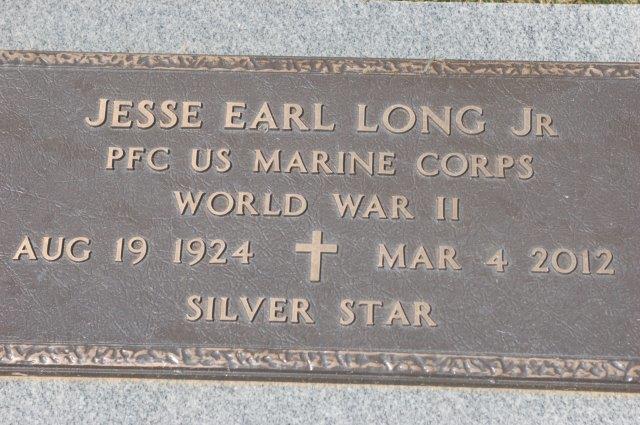 JESSE EARL LONG JR
PFC US MARINE CORPS
WORLD WAR II
AUG 19 1924 MAR 4 2012
SILVER STAR